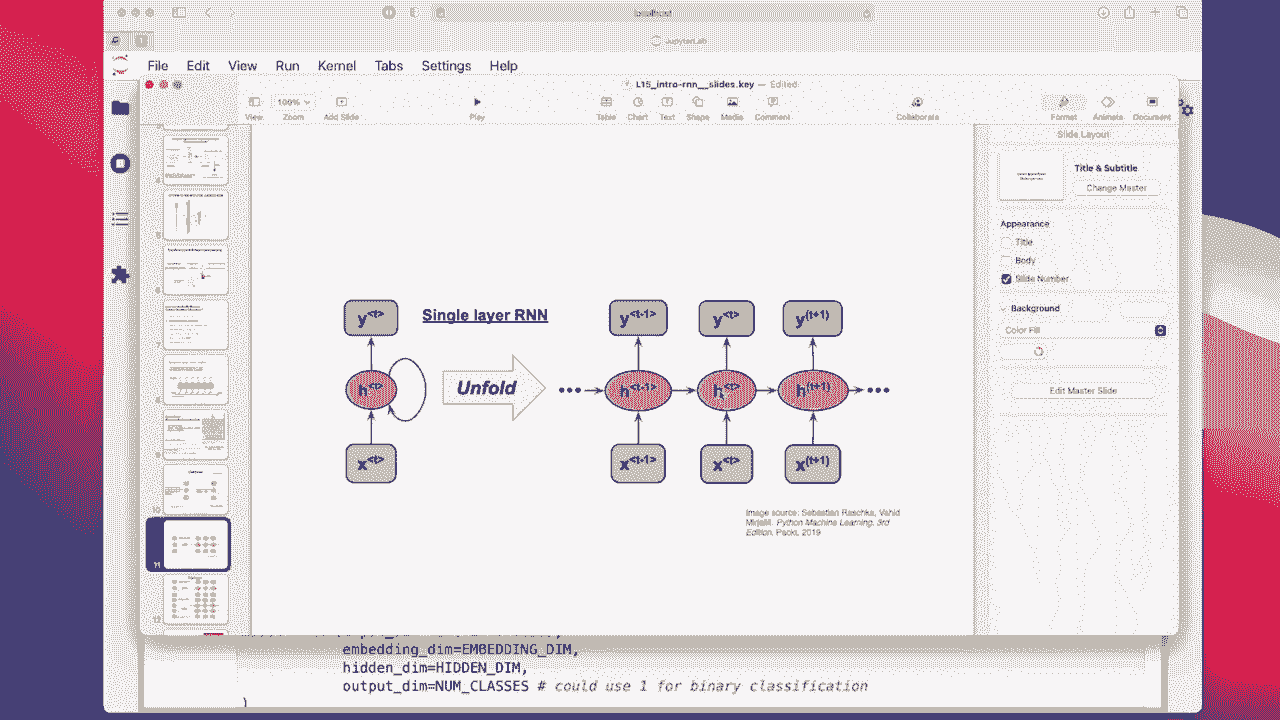 localhost
JupyterLab
File Edit View Run Kernel Tabs Settings Help
L15_intro-rnn__slides.key — Edited
View 100% Zoom Add Slide Play Table Chart Text Shape Media Comment Collaborate Format Animate Document
Slide Layout
Title & Subtitle
Change Master
Appearance
Title
Body
Slide Number
Background
Color Fill
Edit Master Slide
Single layer RNN
y<t> y<t-1> y<t> y(t+1)
Unfold
h<t> h<t-1> h<t> h(t+1)
x<t> x<t-1> x<t> x(t+1)
Image source: Sebastian Raschka, Vahid
Mirjalili. Python Machine Learning. 3rd
Edition. Packt, 2019
11
embedding_dim=EMBEDDING_DIM,
hidden_dim=HIDDEN_DIM,
output_dim=NUM_CLASSES # could use 1 for binary classification
)